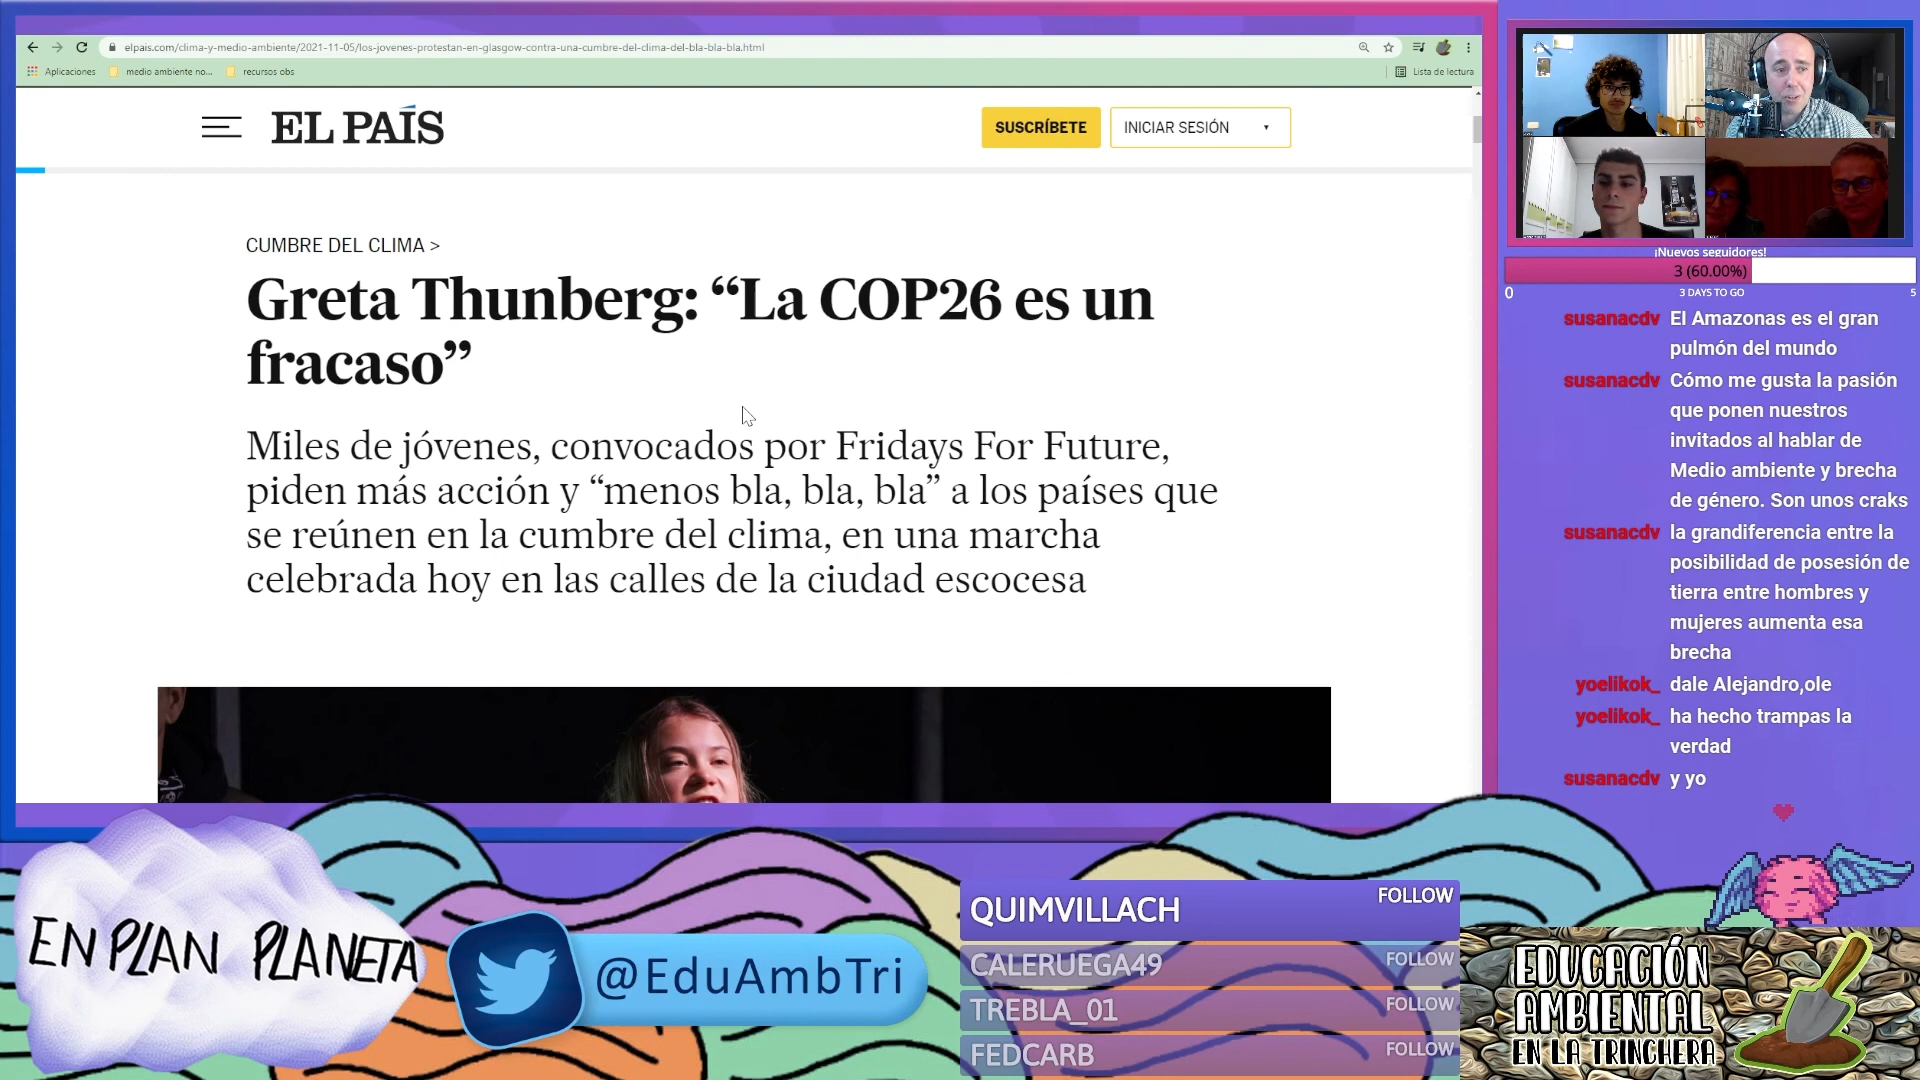 elpais.com/clima-y-medio-ambiente/2021-11-05/los-jovenes-protestan-en-glasgow-contra-una-cumbre-del-clima-del-bla-bla-bla.html
Aplicaciones
medio ambiente no...
recursos obs
Lista de lectura
EL PAÍS
SUSCRÍBETE
INICIAR SESIÓN
CUMBRE DEL CLIMA >
Greta Thunberg: “La COP26 es un
fracaso”
Miles de jóvenes, convocados por Fridays For Future,
piden más acción y “menos bla, bla, bla” a los países que
se reúnen en la cumbre del clima, en una marcha
celebrada hoy en las calles de la ciudad escocesa
¡Nuevos seguidores!
3 (60.00%)
0
3 DAYS TO GO
5
susanacdv El Amazonas es el gran
pulmón del mundo
susanacdv Cómo me gusta la pasión
que ponen nuestros
invitados al hablar de
Medio ambiente y brecha
de género. Son unos craks
susanacdv la grandiferencia entre la
posibilidad de posesión de
tierra entre hombres y
mujeres aumenta esa
brecha
yoelikok_ dale Alejandro,ole
yoelikok_ ha hecho trampas la
verdad
susanacdv y yo
EN PLAN PLANETA
@EduAmbTri
QUIMVILLACH FOLLOW
CALERUEGA49 FOLLOW
TREBLA_01 FOLLOW
FEDCARB FOLLOW
EDUCACIÓN
AMBIENTAL
EN LA TRINCHERA